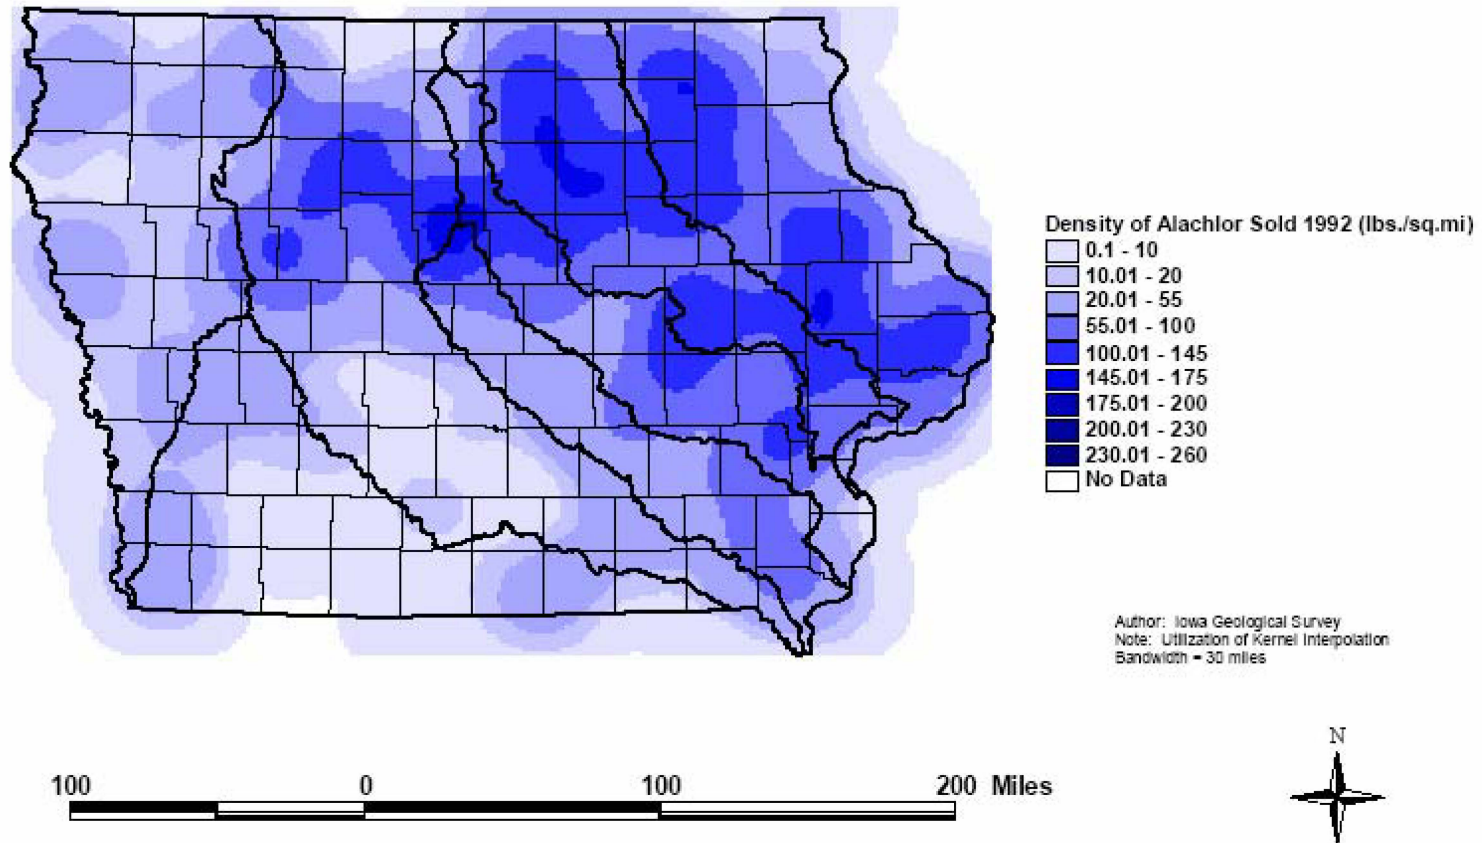 Density of Alachlor Sold 1992 (lbs./sq.mi)
0.1 - 10
10.01 - 20
20.01 - 55
55.01 - 100
100.01 - 145
145.01 - 175
175.01 - 200
200.01 - 230
230.01 - 260
No Data
Author: Iowa Geological Survey
Note: Utilization of Kernel Interpolation
Bandwidth = 30 miles
N
100 0 100 200 Miles